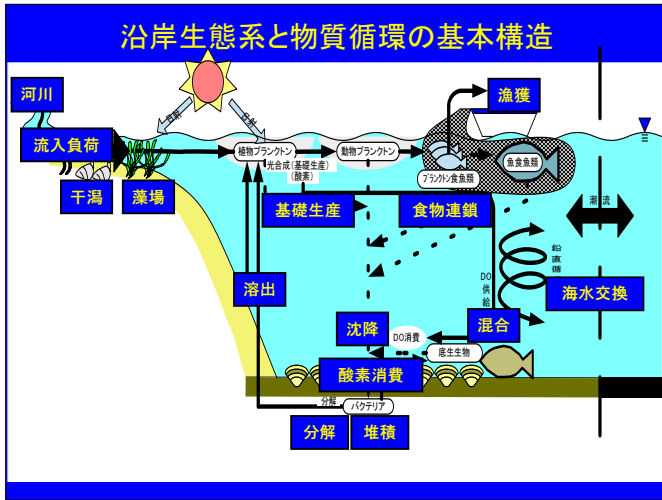 沿岸生態系と物質循環の基本構造
河川
漁獲
日射
日射
流入負荷
植物プランクトン
動物プランクトン
魚食魚類
光合成(基礎生産)
(酸素)
プランクトン食魚類
干潟
藻場
基礎生産
食物連鎖
潮流
鉛直循
DO供給
溶出
海水交換
沈降
混合
DO消費
底生生物
酸素消費
分解
バクテリア
分解
堆積